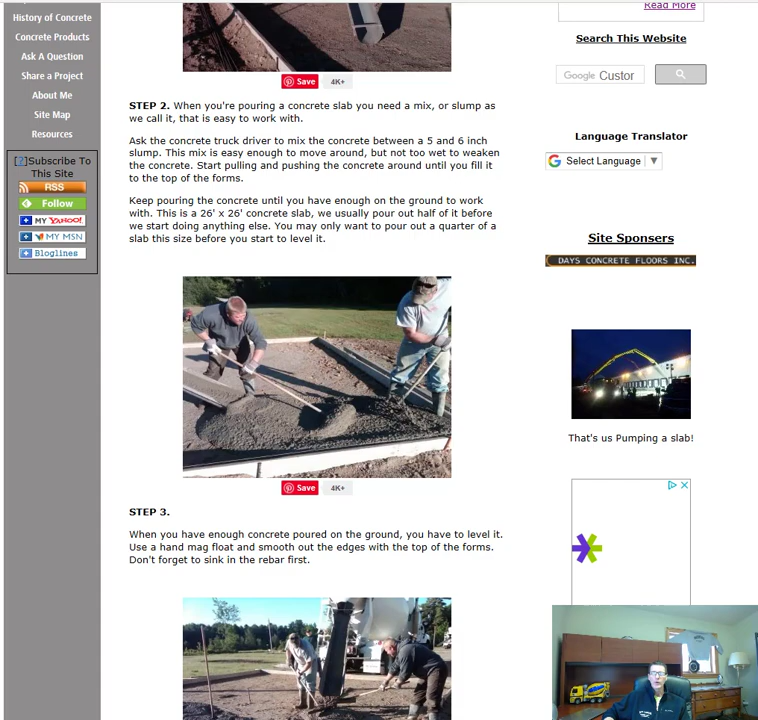 History of Concrete
Concrete Products
Ask A Question
Share a Project
About Me
Site Map
Resources
[?]Subscribe To
This Site
RSS
Follow
MY YAHOO!
MY MSN
Bloglines
Save 4K+
STEP 2. When you're pouring a concrete slab you need a mix, or slump as
we call it, that is easy to work with.
Ask the concrete truck driver to mix the concrete between a 5 and 6 inch
slump. This mix is easy enough to move around, but not too wet to weaken
the concrete. Start pulling and pushing the concrete around until you fill it
to the top of the forms.
Keep pouring the concrete until you have enough on the ground to work
with. This is a 26' x 26' concrete slab, we usually pour out half of it before
we start doing anything else. You may only want to pour out a quarter of a
slab this size before you start to level it.
Save 4K+
STEP 3.
When you have enough concrete poured on the ground, you have to level it.
Use a hand mag float and smooth out the edges with the top of the forms.
Don't forget to sink in the rebar first.
Read More
Search This Website
Google Custor
Language Translator
G Select Language ▼
Site Sponsers
DAYS CONCRETE FLOORS INC.
That's us Pumping a slab!